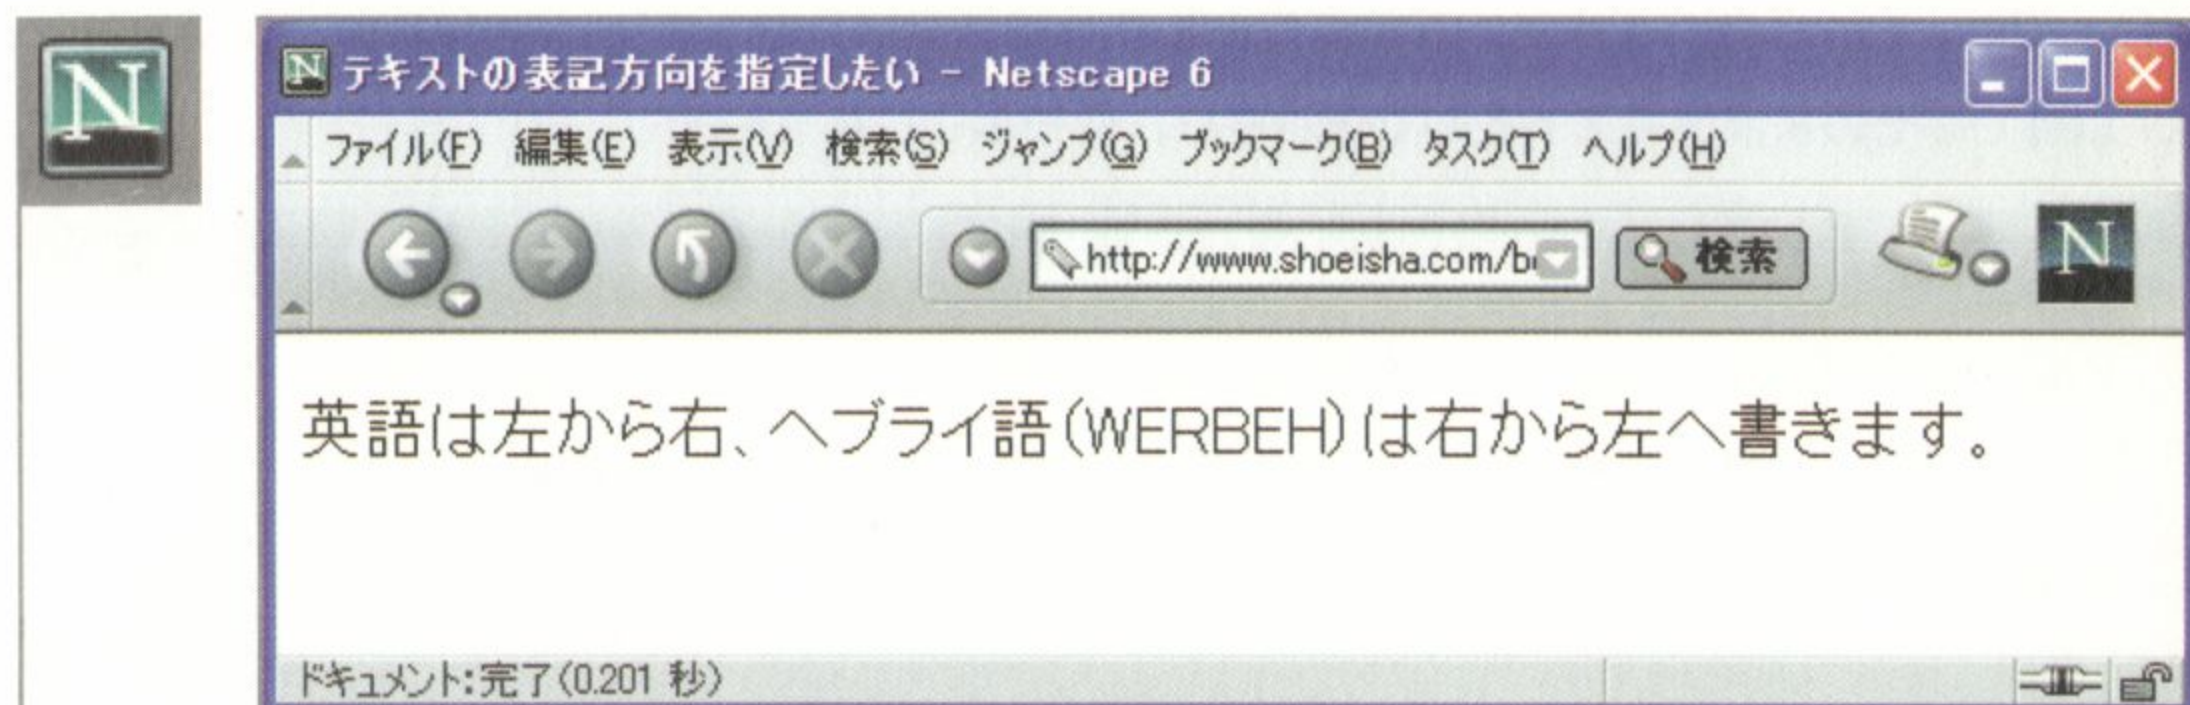 N
テキストの表記方向を指定したい - Netscape 6
ファイル(F) 編集(E) 表示(V) 検索(S) ジャンプ(G) ブックマーク(B) タスク(T) ヘルプ(H)
http://www.shoeisha.com/b 検索 N
英語は左から右、ヘブライ語(WERBEH)は右から左へ書きます。
ドキュメント:完了(0.201 秒)